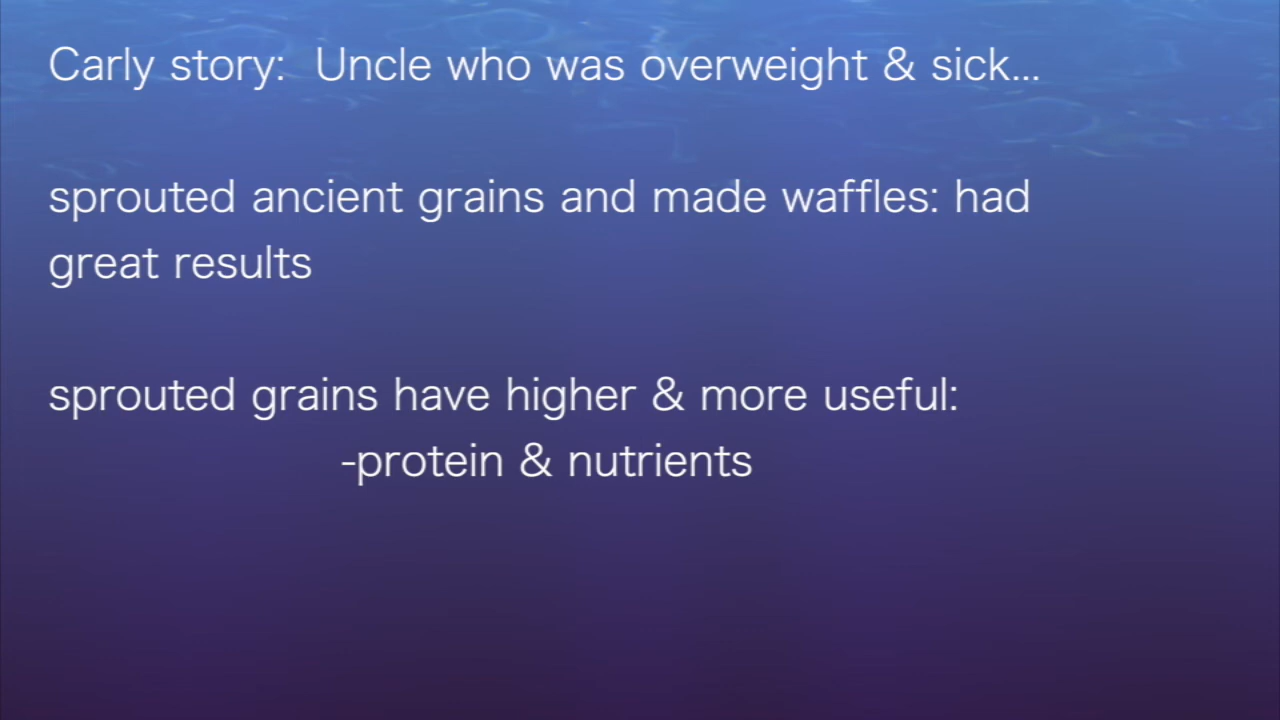 Carly story:  Uncle who was overweight & sick...
sprouted ancient grains and made waffles: had
great results
sprouted grains have higher & more useful:
-protein & nutrients